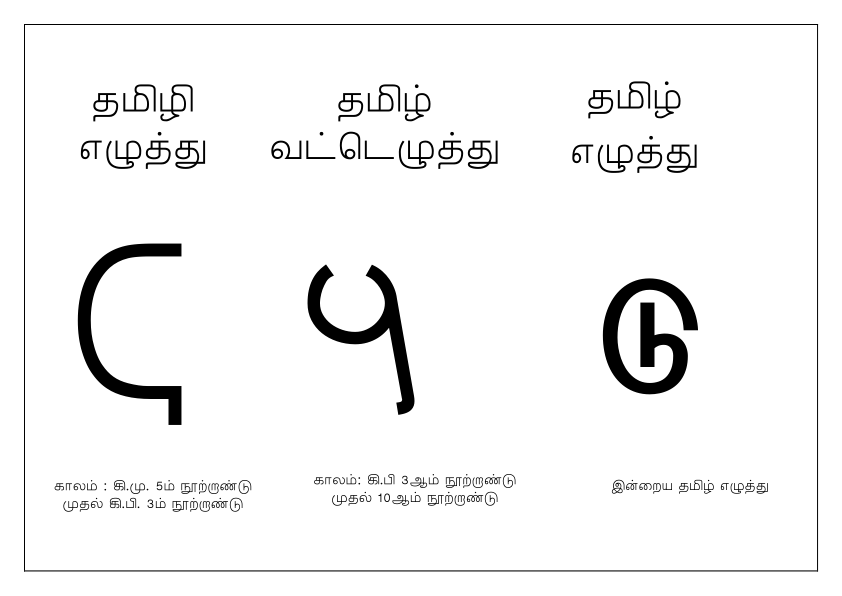 தமிழி
எழுத்து
தமிழ்
வட்டெழுத்து
தமிழ்
எழுத்து
டு
காலம் : கி.மு. 5ம் நூற்றாண்டு
முதல் கி.பி. 3ம் நூற்றாண்டு
காலம்: கி.பி 3ஆம் நூற்றாண்டு
முதல் 10ஆம் நூற்றாண்டு
இன்றைய தமிழ் எழுத்து